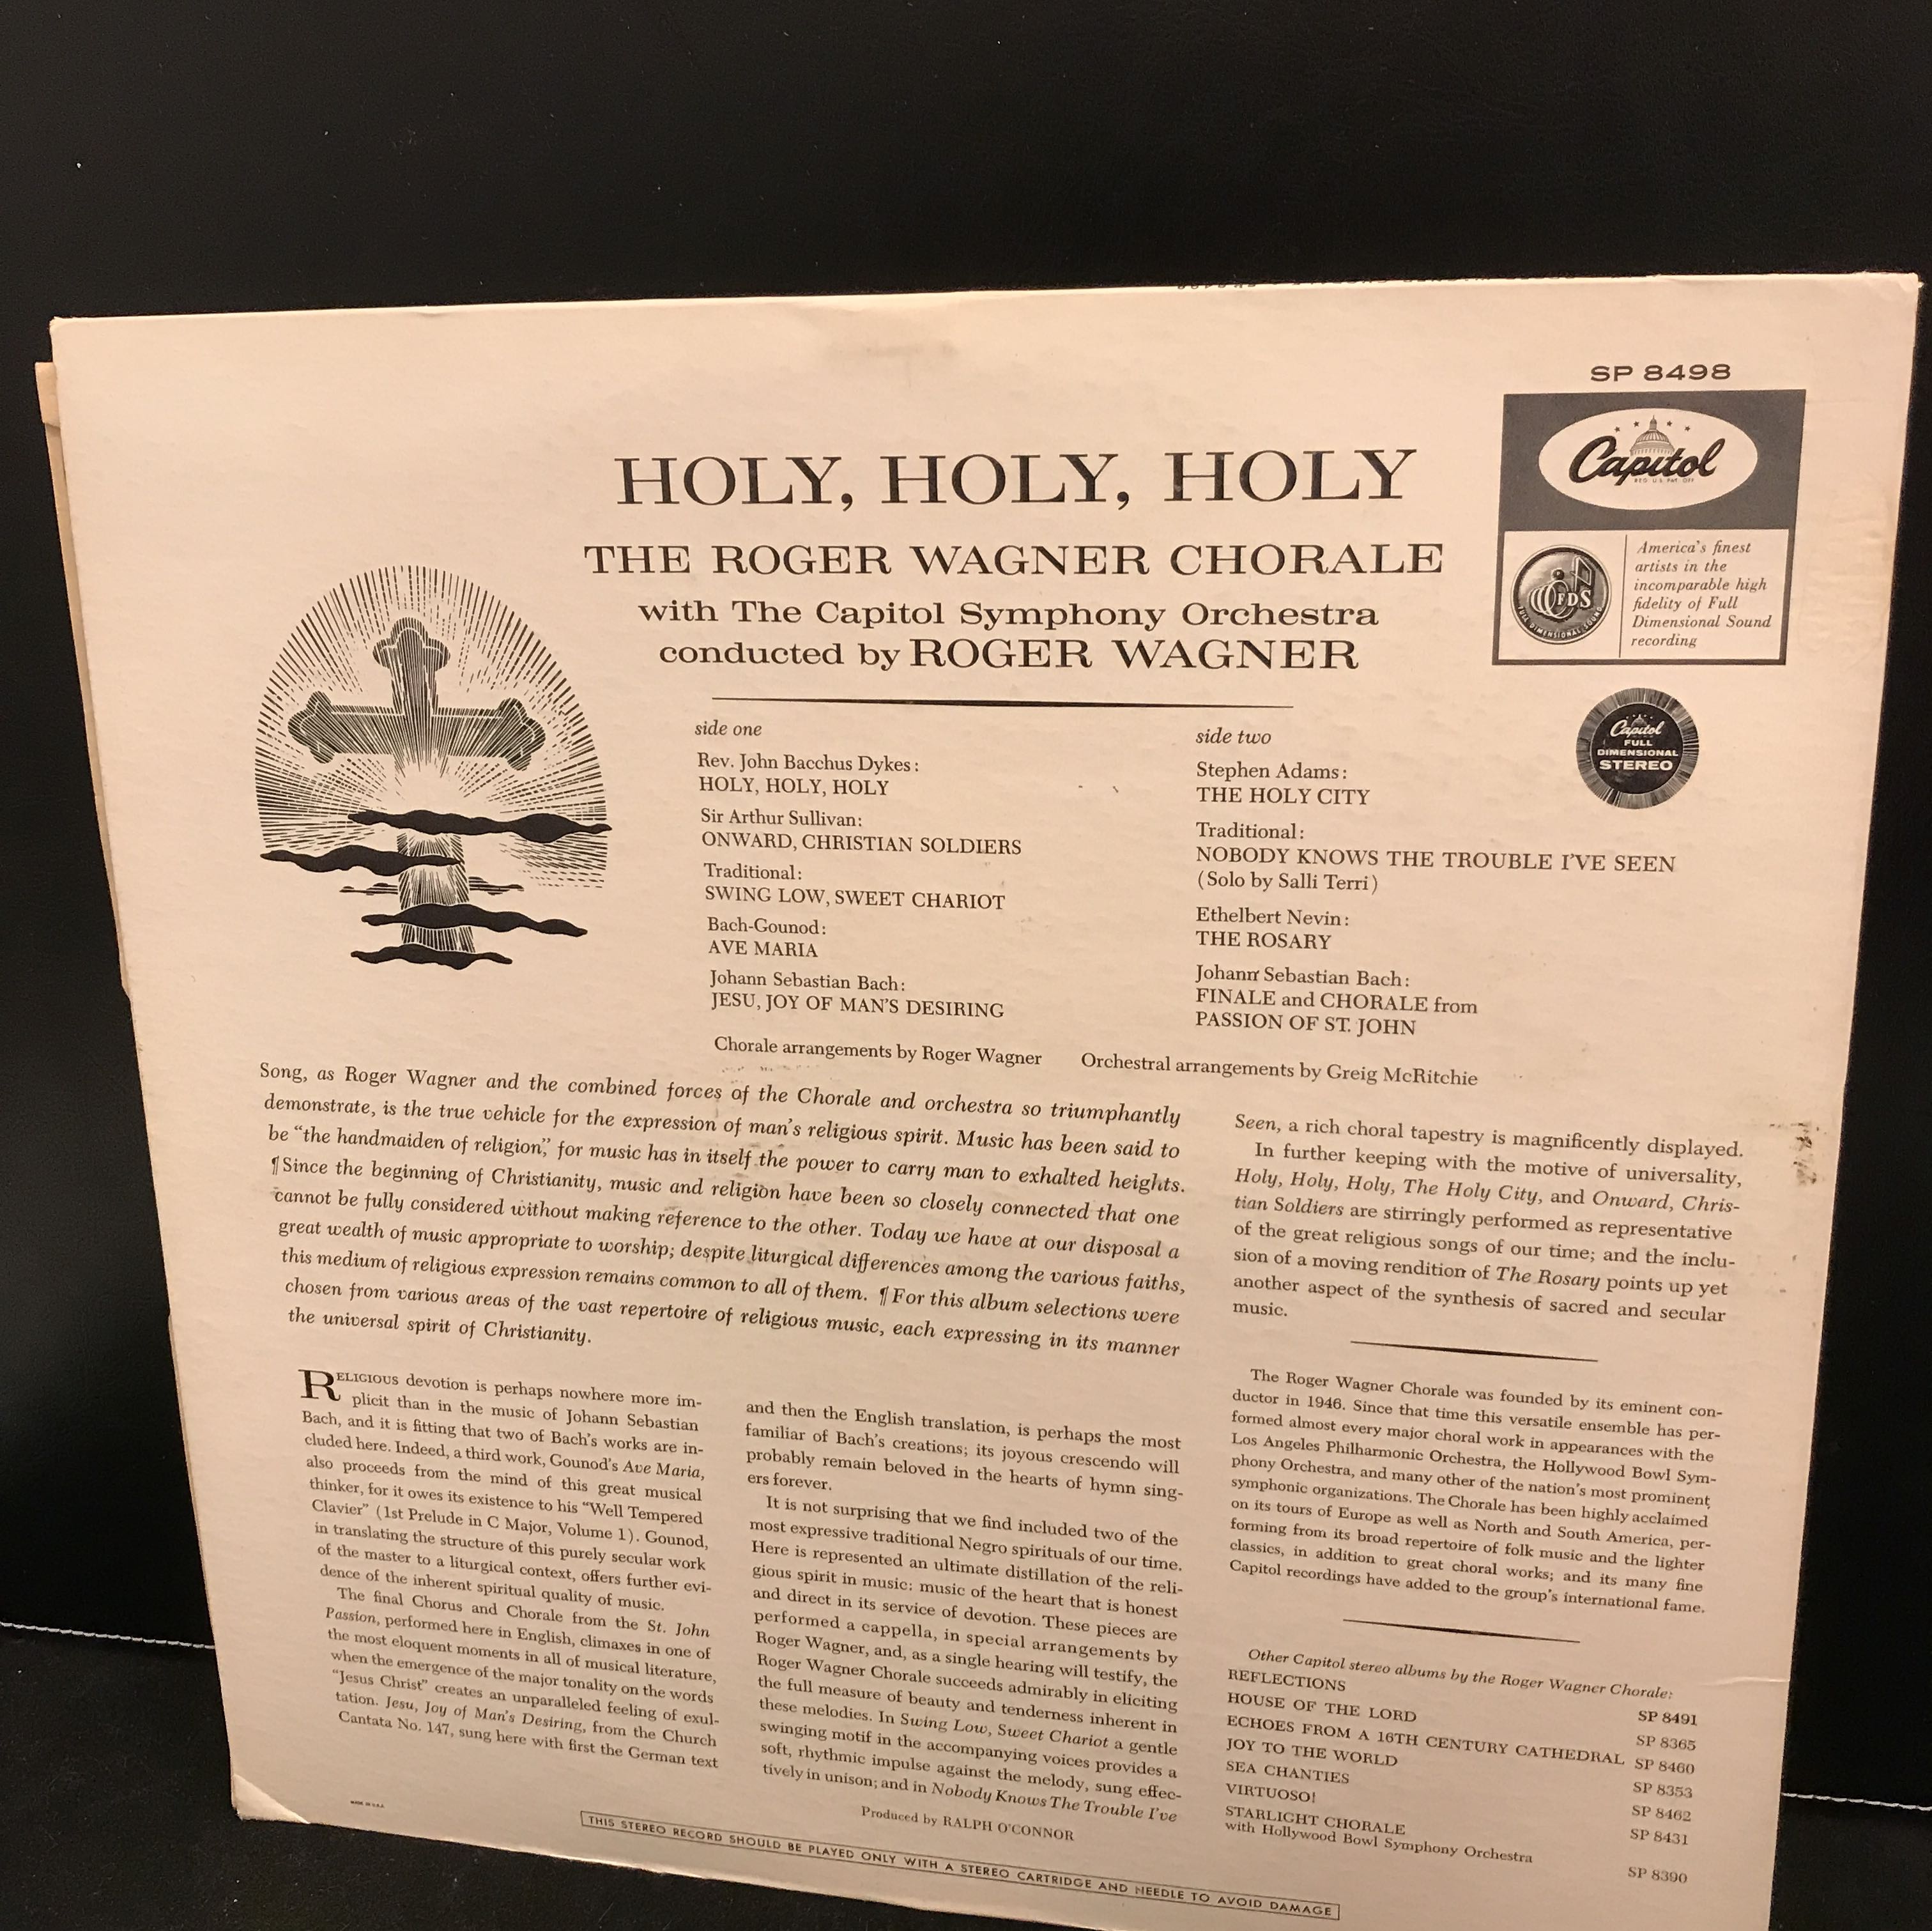 SP 8498
Capitol
REG. U.S. PAT. OFF.
FDS
FULL DIMENSIONAL SOUND
America's finest
artists in the
incomparable high
fidelity of Full
Dimensional Sound
recording
HOLY, HOLY, HOLY
THE ROGER WAGNER CHORALE
with The Capitol Symphony Orchestra
conducted by ROGER WAGNER
Capitol
FULL
DIMENSIONAL
STEREO
side one
Rev. John Bacchus Dykes:
HOLY, HOLY, HOLY
Sir Arthur Sullivan:
ONWARD, CHRISTIAN SOLDIERS
Traditional:
SWING LOW, SWEET CHARIOT
Bach-Gounod:
AVE MARIA
Johann Sebastian Bach:
JESU, JOY OF MAN'S DESIRING
side two
Stephen Adams:
THE HOLY CITY
Traditional:
NOBODY KNOWS THE TROUBLE I'VE SEEN
(Solo by Salli Terri)
Ethelbert Nevin:
THE ROSARY
Johann Sebastian Bach:
FINALE and CHORALE from
PASSION OF ST. JOHN
Chorale arrangements by Roger Wagner Orchestral arrangements by Greig McRitchie
Song, as Roger Wagner and the combined forces of the Chorale and orchestra so triumphantly
demonstrate, is the true vehicle for the expression of man's religious spirit. Music has been said to
be "the handmaiden of religion," for music has in itself the power to carry man to exhalted heights.
¶Since the beginning of Christianity, music and religion have been so closely connected that one
cannot be fully considered without making reference to the other. Today we have at our disposal a
great wealth of music appropriate to worship; despite liturgical differences among the various faiths,
this medium of religious expression remains common to all of them. ¶For this album selections were
chosen from various areas of the vast repertoire of religious music, each expressing in its manner
the universal spirit of Christianity.
RELIGIOUS devotion is perhaps nowhere more im-
plicit than in the music of Johann Sebastian
Bach, and it is fitting that two of Bach's works are in-
cluded here. Indeed, a third work, Gounod's Ave Maria,
also proceeds from the mind of this great musical
thinker, for it owes its existence to his "Well Tempered
Clavier" (1st Prelude in C Major, Volume 1). Gounod,
in translating the structure of this purely secular work
of the master to a liturgical context, offers further evi-
dence of the inherent spiritual quality of music.
The final Chorus and Chorale from the St. John
Passion, performed here in English, climaxes in one of
the most eloquent moments in all of musical literature,
when the emergence of the major tonality on the words
"Jesus Christ" creates an unparalleled feeling of exul-
tation. Jesu, Joy of Man's Desiring, from the Church
Cantata No. 147, sung here with first the German text
and then the English translation, is perhaps the most
familiar of Bach's creations; its joyous crescendo will
probably remain beloved in the hearts of hymn sing-
ers forever.
It is not surprising that we find included two of the
most expressive traditional Negro spirituals of our time.
Here is represented an ultimate distillation of the reli-
gious spirit in music: music of the heart that is honest
and direct in its service of devotion. These pieces are
performed a cappella, in special arrangements by
Roger Wagner, and, as a single hearing will testify, the
Roger Wagner Chorale succeeds admirably in eliciting
the full measure of beauty and tenderness inherent in
these melodies. In Swing Low, Sweet Chariot a gentle
swinging motif in the accompanying voices provides a
soft, rhythmic impulse against the melody, sung effec-
tively in unison; and in Nobody Knows The Trouble I've
Seen, a rich choral tapestry is magnificently displayed.
In further keeping with the motive of universality,
Holy, Holy, Holy, The Holy City, and Onward, Chris-
tian Soldiers are stirringly performed as representative
of the great religious songs of our time; and the inclu-
sion of a moving rendition of The Rosary points up yet
another aspect of the synthesis of sacred and secular
music.
The Roger Wagner Chorale was founded by its eminent con-
ductor in 1946. Since that time this versatile ensemble has per-
formed almost every major choral work in appearances with the
Los Angeles Philharmonic Orchestra, the Hollywood Bowl Sym-
phony Orchestra, and many other of the nation's most prominent
symphonic organizations. The Chorale has been highly acclaimed
on its tours of Europe as well as North and South America, per-
forming from its broad repertoire of folk music and the lighter
classics, in addition to great choral works; and its many fine
Capitol recordings have added to the group's international fame.
Other Capitol stereo albums by the Roger Wagner Chorale:
REFLECTIONS SP 8491
HOUSE OF THE LORD SP 8365
ECHOES FROM A 16TH CENTURY CATHEDRAL SP 8460
JOY TO THE WORLD SP 8353
SEA CHANTIES SP 8462
VIRTUOSO! SP 8431
STARLIGHT CHORALE
with Hollywood Bowl Symphony Orchestra SP 8390
Produced by RALPH O'CONNOR
MADE IN U.S.A.
THIS STEREO RECORD SHOULD BE PLAYED ONLY WITH A STEREO CARTRIDGE AND NEEDLE TO AVOID DAMAGE